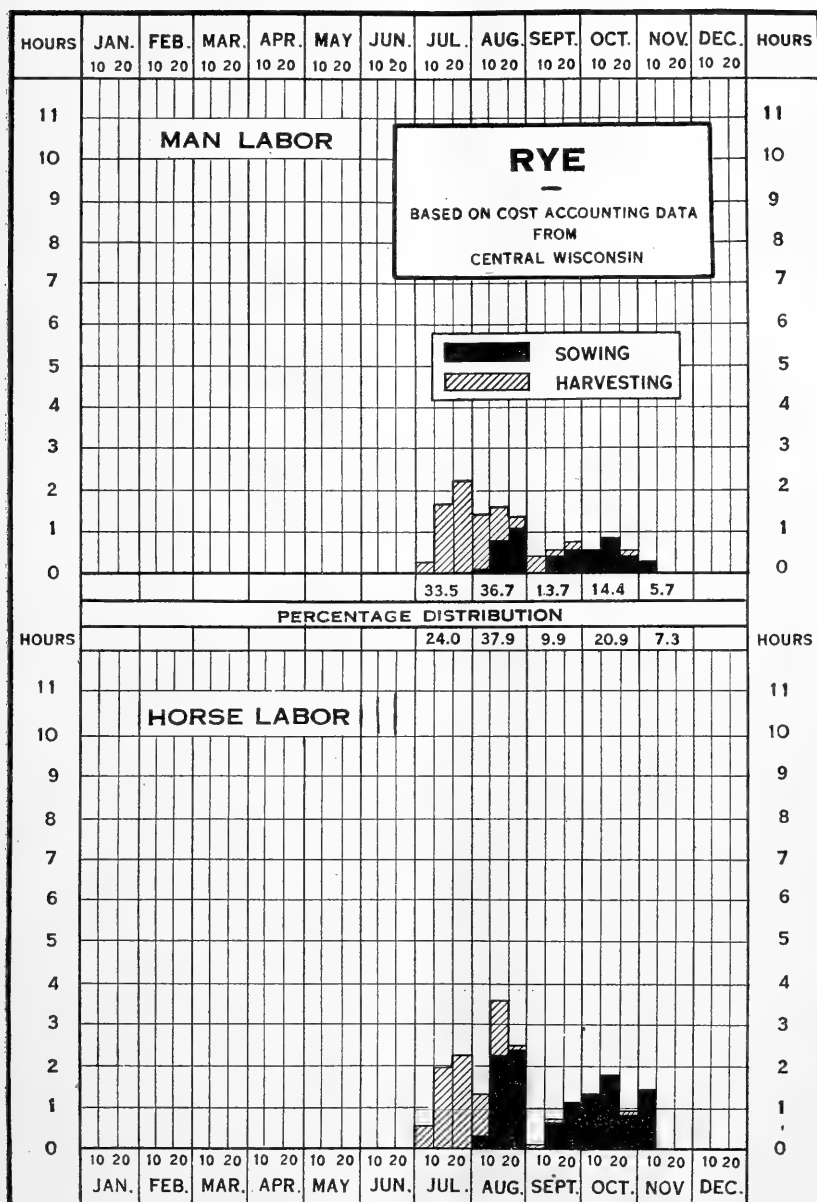 HOURS JAN. FEB. MAR. APR. MAY JUN. JUL. AUG. SEPT. OCT. NOV. DEC. HOURS
10 20 10 20 10 20 10 20 10 20 10 20 10 20 10 20 10 20 10 20 10 20 10 20
11 11
MAN LABOR
10 10
RYE
9 9
BASED ON COST ACCOUNTING DATA
FROM
8 8
CENTRAL WISCONSIN
7 7
6 6
SOWING
5 5
HARVESTING
4 4
3 3
2 2
1 1
0 0
33.5 36.7 13.7 14.4 5.7
PERCENTAGE DISTRIBUTION
HOURS 24.0 37.9 9.9 20.9 7.3 HOURS
11 11
HORSE LABOR
10 10
9 9
8 8
7 7
6 6
5 5
4 4
3 3
2 2
1 1
0 0
10 20 10 20 10 20 10 20 10 20 10 20 10 20 10 20 10 20 10 20 10 20 10 20
JAN. FEB. MAR. APR. MAY JUN. JUL. AUG. SEPT. OCT. NOV DEC.